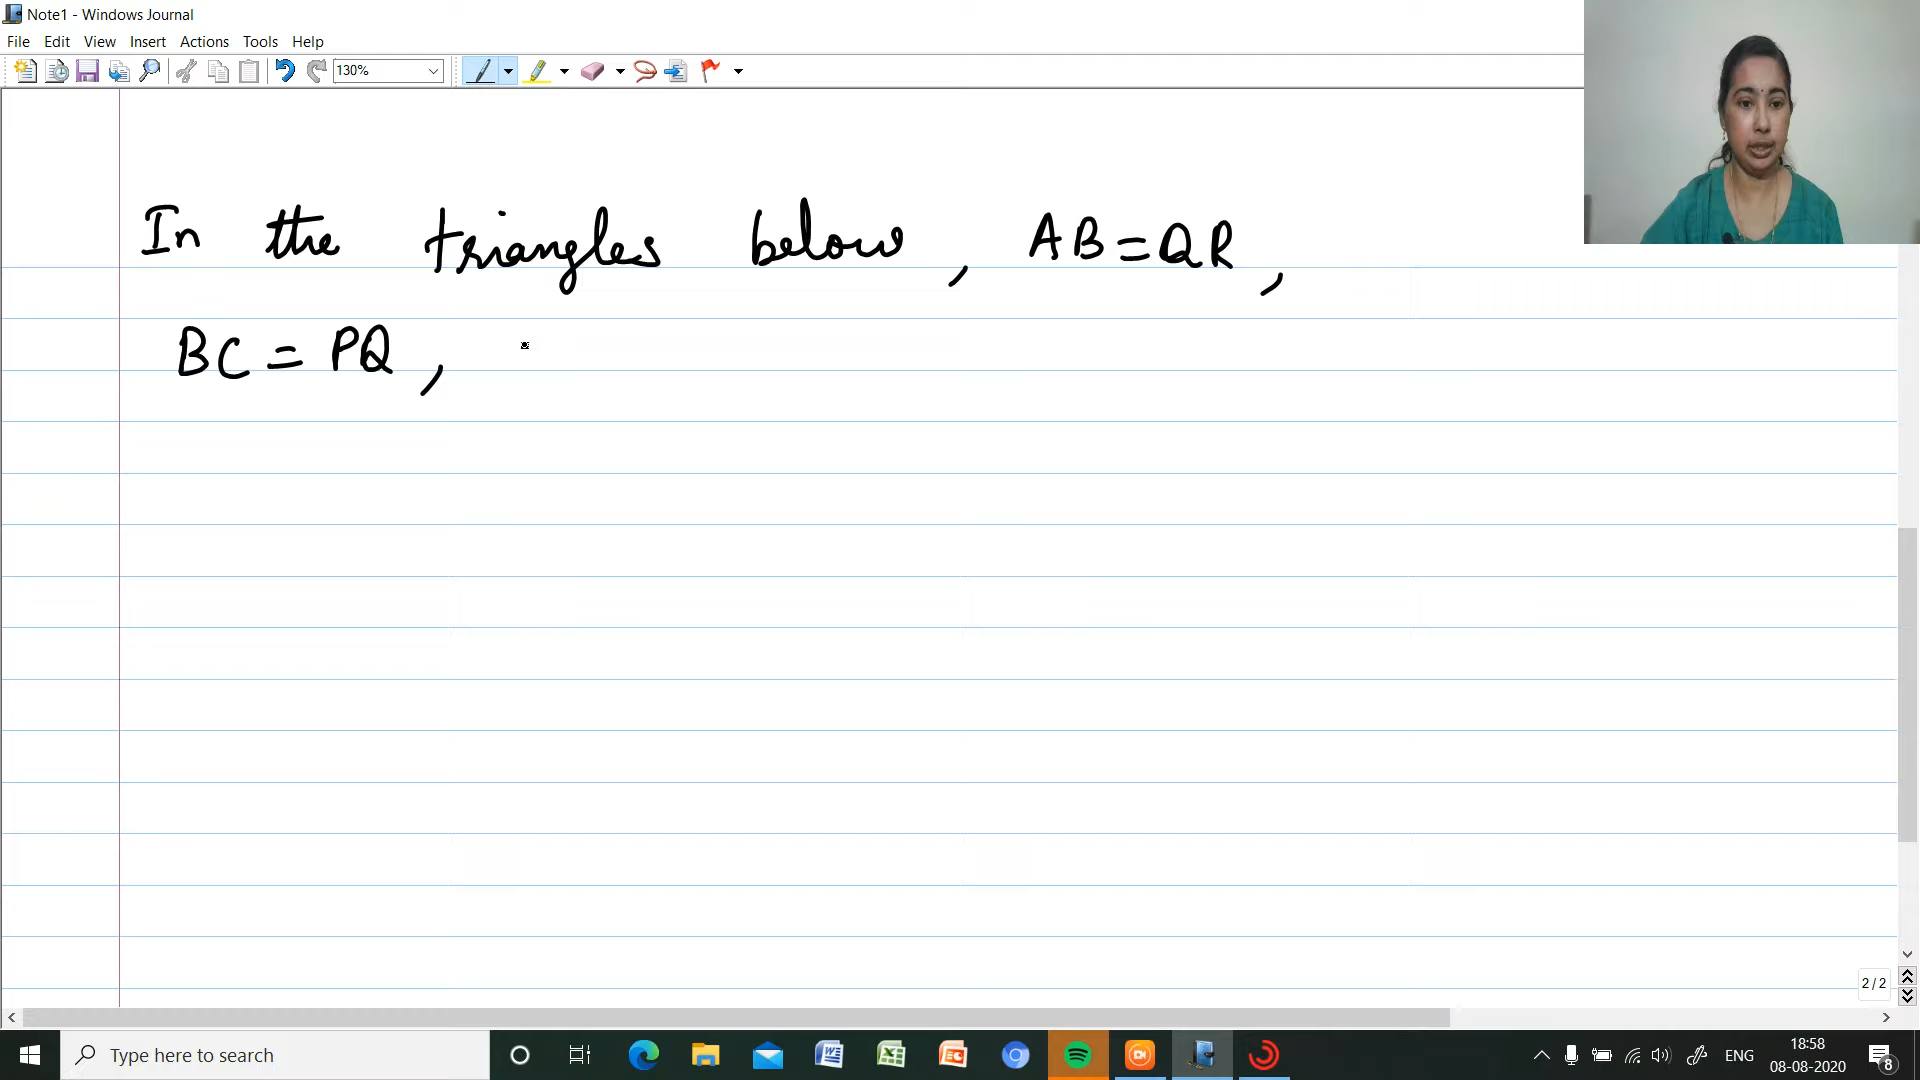 Note1 - Windows Journal
File Edit View Insert Actions Tools Help
130%
In the triangles below, AB=QR,
BC = PQ,
2 / 2
Type here to search
ENG
18:58
08-08-2020
8